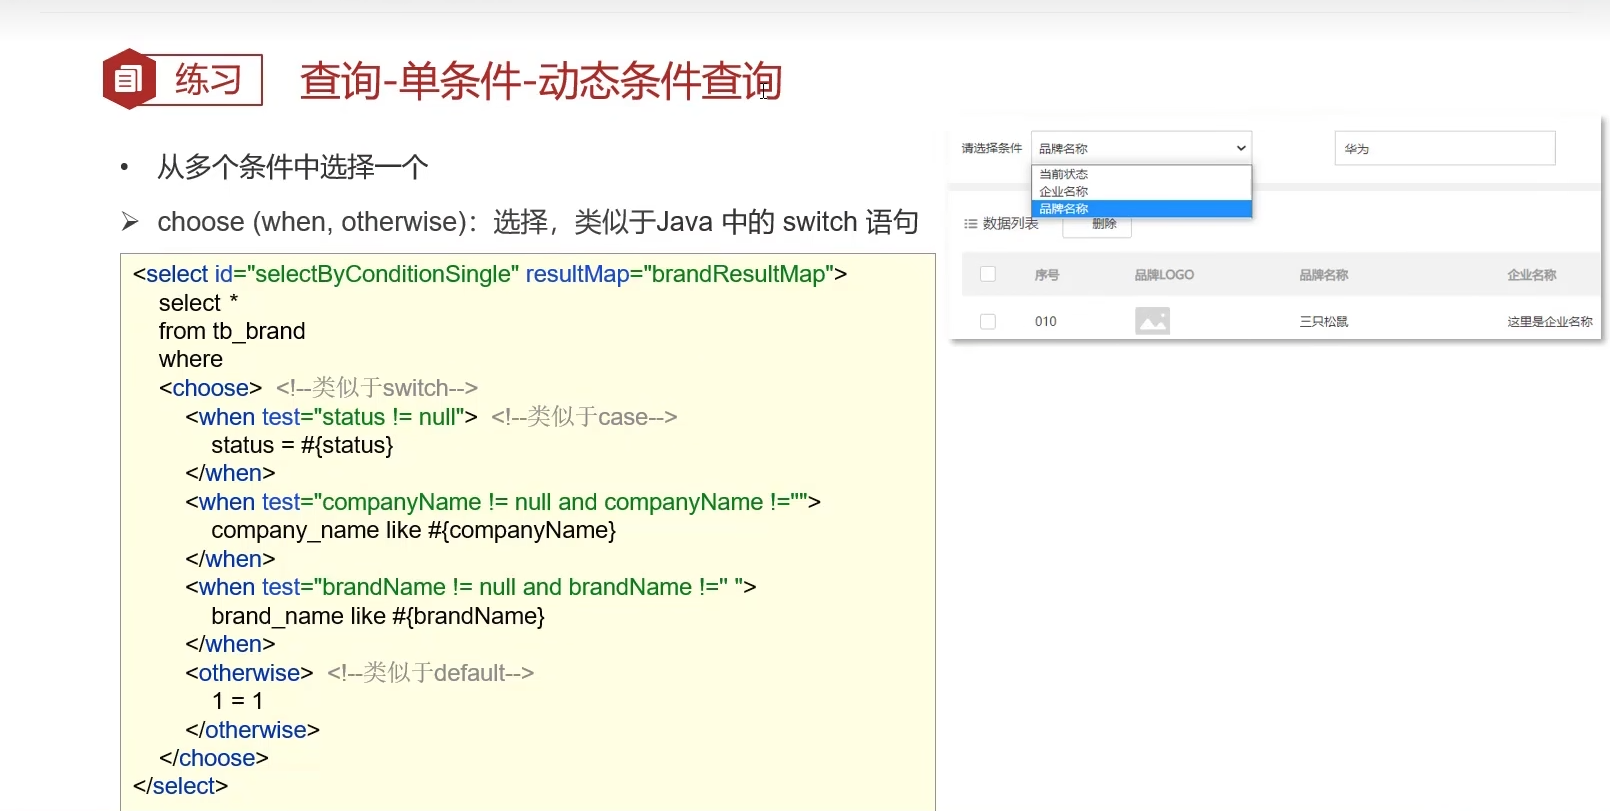 练习
查询-单条件-动态条件查询
• 从多个条件中选择一个
➢ choose (when, otherwise)：选择，类似于Java 中的 switch 语句
<select id="selectByConditionSingle" resultMap="brandResultMap">
select *
from tb_brand
where
<choose> <!--类似于switch-->
<when test="status != null"> <!--类似于case-->
status = #{status}
</when>
<when test="companyName != null and companyName !=""">
company_name like #{companyName}
</when>
<when test="brandName != null and brandName !=" ">
brand_name like #{brandName}
</when>
<otherwise> <!--类似于default-->
1 = 1
</otherwise>
</choose>
</select>
请选择条件 品牌名称 华为
当前状态
企业名称
品牌名称
数据列表 删除
序号 品牌LOGO 品牌名称 企业名称
010 三只松鼠 这里是企业名称